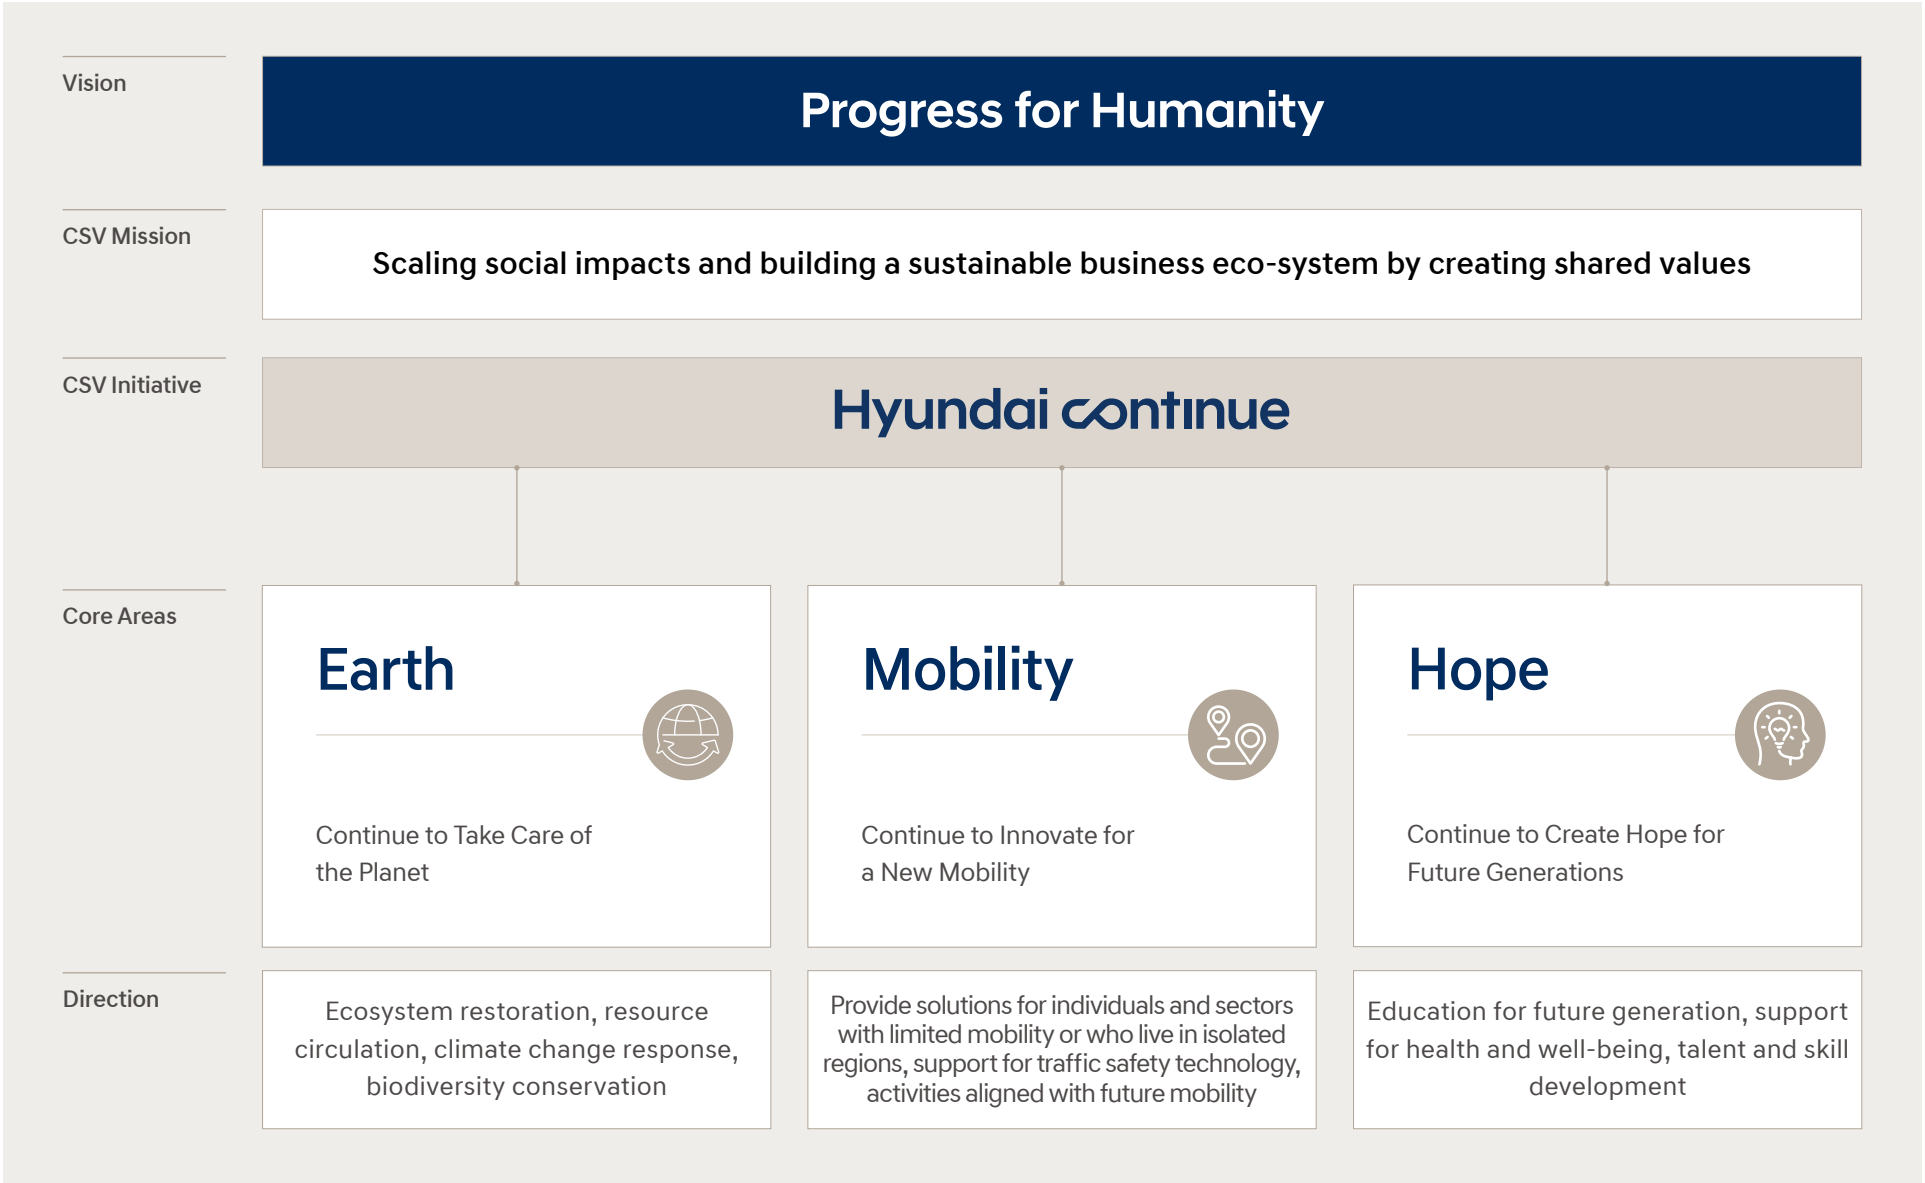 Vision
Progress for Humanity
CSV Mission
Scaling social impacts and building a sustainable business eco-system by creating shared values
CSV Initiative
Hyundai continue
Core Areas
Earth
Continue to Take Care of
the Planet
Mobility
Continue to Innovate for
a New Mobility
Hope
Continue to Create Hope for
Future Generations
Direction
Ecosystem restoration, resource
circulation, climate change response,
biodiversity conservation
Provide solutions for individuals and sectors
with limited mobility or who live in isolated
regions, support for traffic safety technology,
activities aligned with future mobility
Education for future generation, support
for health and well-being, talent and skill
development